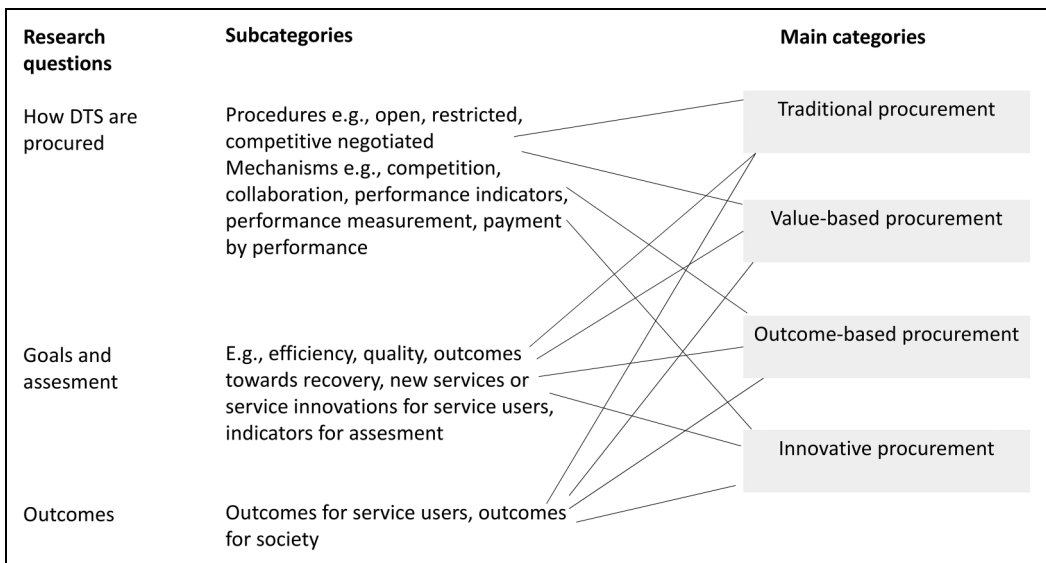 Research
questions
Subcategories
Main categories
How DTS are
procured
Procedures e.g., open, restricted,
competitive negotiated
Mechanisms e.g., competition,
collaboration, performance indicators,
performance measurement, payment
by performance
Traditional procurement
Value-based procurement
Outcome-based procurement
Innovative procurement
Goals and
assesment
E.g., efficiency, quality, outcomes
towards recovery, new services or
service innovations for service users,
indicators for assesment
Outcomes
Outcomes for service users, outcomes
for society